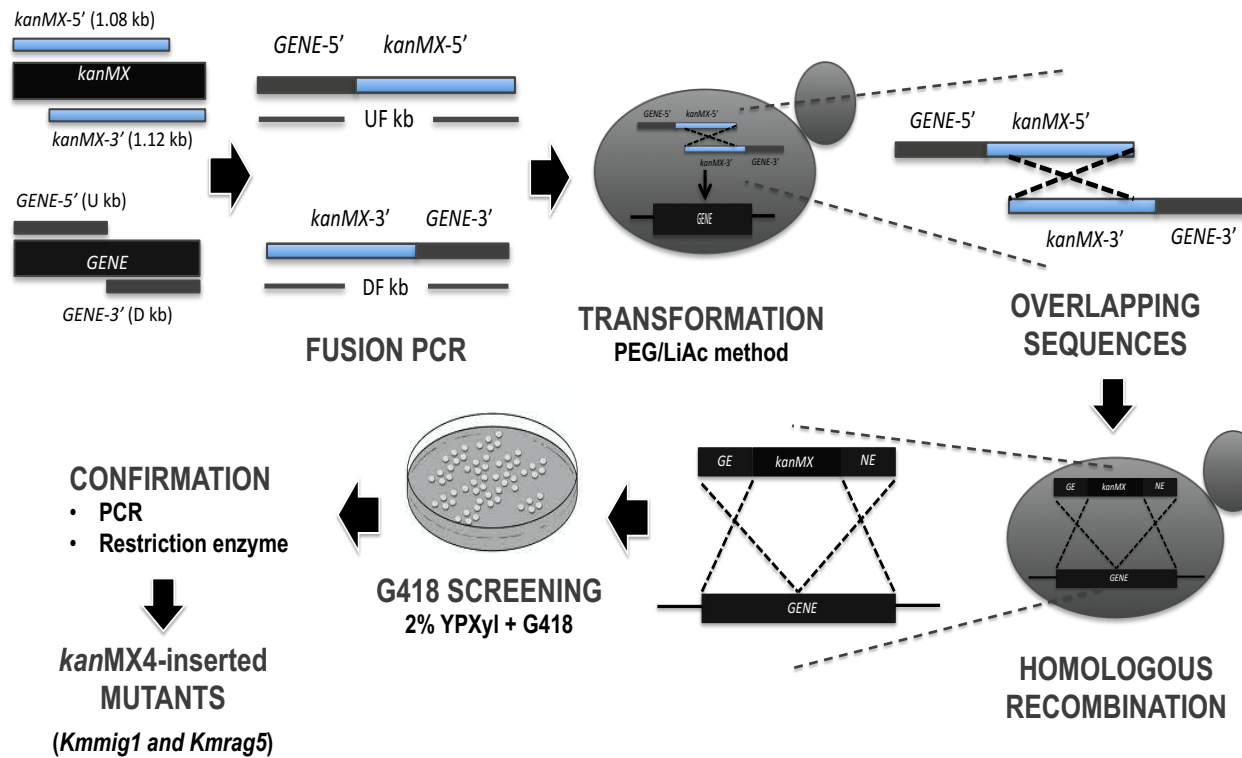 kanMX-5’ (1.08 kb)
kanMX
kanMX-3’ (1.12 kb)
GENE-5’ (U kb)
GENE
GENE-3’ (D kb)
GENE-5’ kanMX-5’
UF kb
kanMX-3’ GENE-3’
DF kb
FUSION PCR
GENE-5’ kanMX-5’
kanMX-3’ GENE-3’
GENE
TRANSFORMATION
PEG/LiAc method
GENE-5’ kanMX-5’
kanMX-3’ GENE-3’
OVERLAPPING
SEQUENCES
GE kanMX NE
GENE
HOMOLOGOUS
RECOMBINATION
GE kanMX NE
GENE
G418 SCREENING
2% YPXyl + G418
CONFIRMATION
• PCR
• Restriction enzyme
kanMX4-inserted
MUTANTS
(Kmmig1 and Kmrag5)